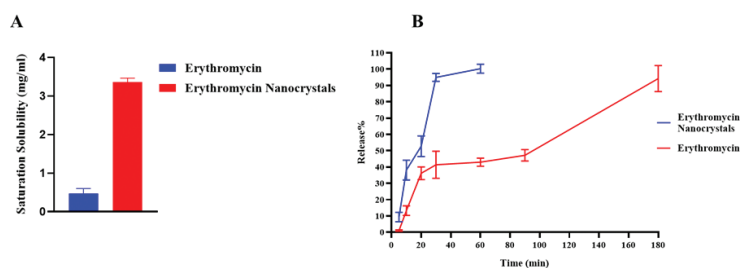 A
Saturation Solubility (mg/ml)
4
3
2
1
0
Erythromycin
Erythromycin Nanocrystals
B
Release%
110
100
90
80
70
60
50
40
30
20
10
0
0 20 40 60 80 100 120 140 160 180
Time (min)
Erythromycin
Nanocrystals
Erythromycin